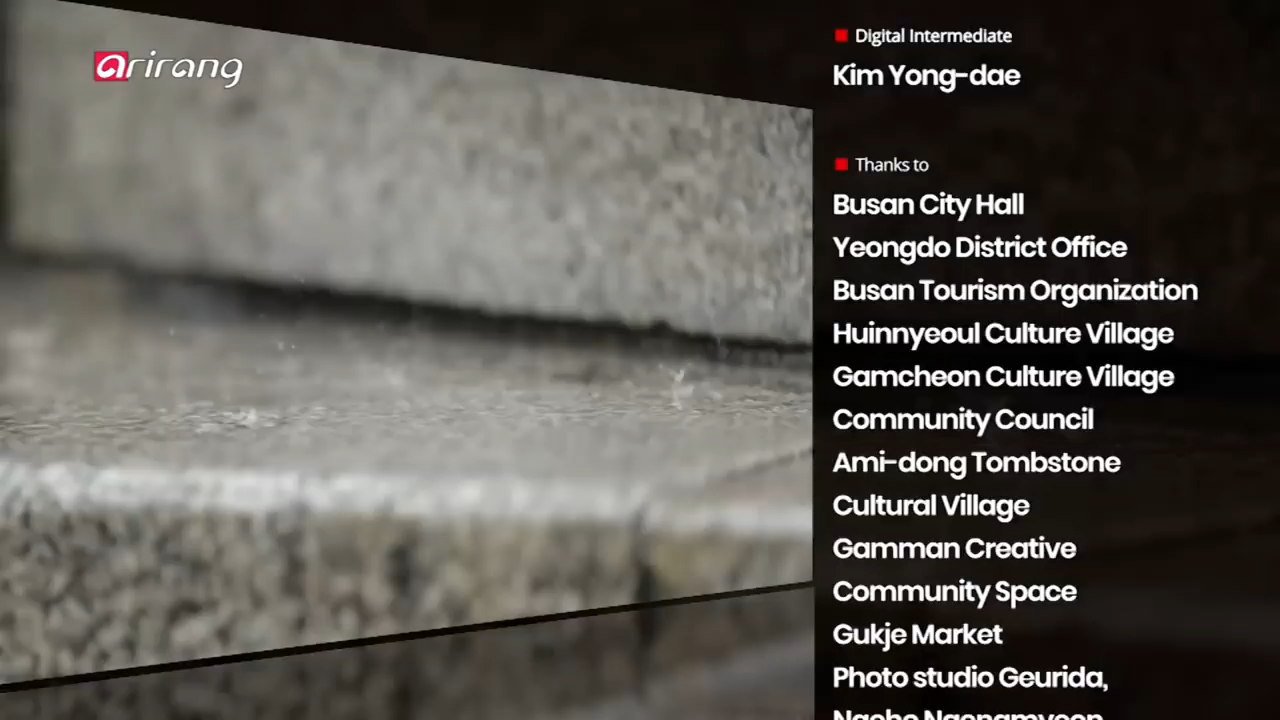 arirang
Digital Intermediate
Kim Yong-dae
Thanks to
Busan City Hall
Yeongdo District Office
Busan Tourism Organization
Huinnyeoul Culture Village
Gamcheon Culture Village
Community Council
Ami-dong Tombstone
Cultural Village
Gamman Creative
Community Space
Gukje Market
Photo studio Geurida,